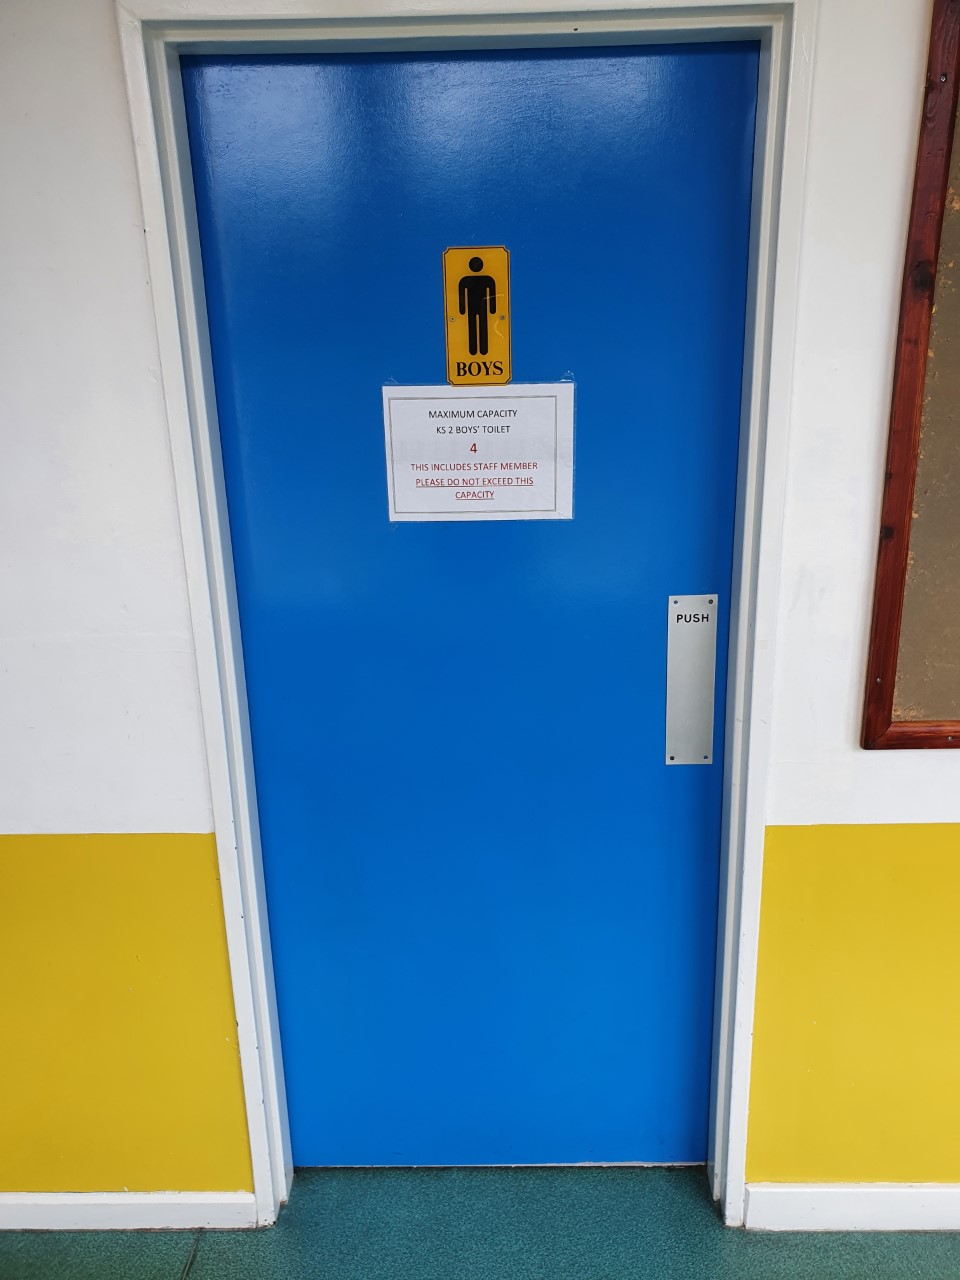 BOYS
MAXIMUM CAPACITY
KS 2 BOYS' TOILET
4
THIS INCLUDES STAFF MEMBER
PLEASE DO NOT EXCEED THIS
CAPACITY
PUSH